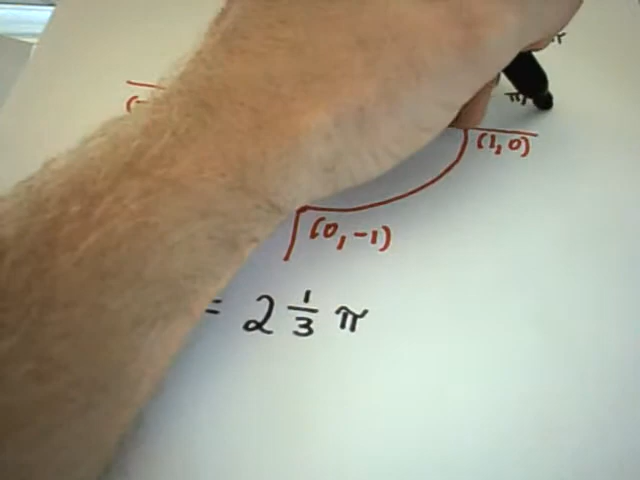 π
π
(1,0)
(0,-1)
= 2 1/3 π